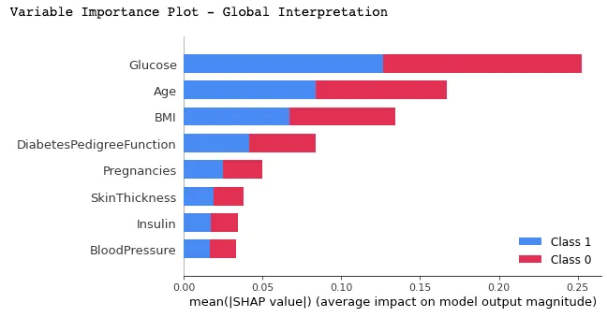 Variable Importance Plot - Global Interpretation
Glucose
Age
BMI
DiabetesPedigreeFunction
Pregnancies
SkinThickness
Insulin
BloodPressure
Class 1
Class 0
0.00 0.05 0.10 0.15 0.20 0.25
mean(|SHAP value|) (average impact on model output magnitude)